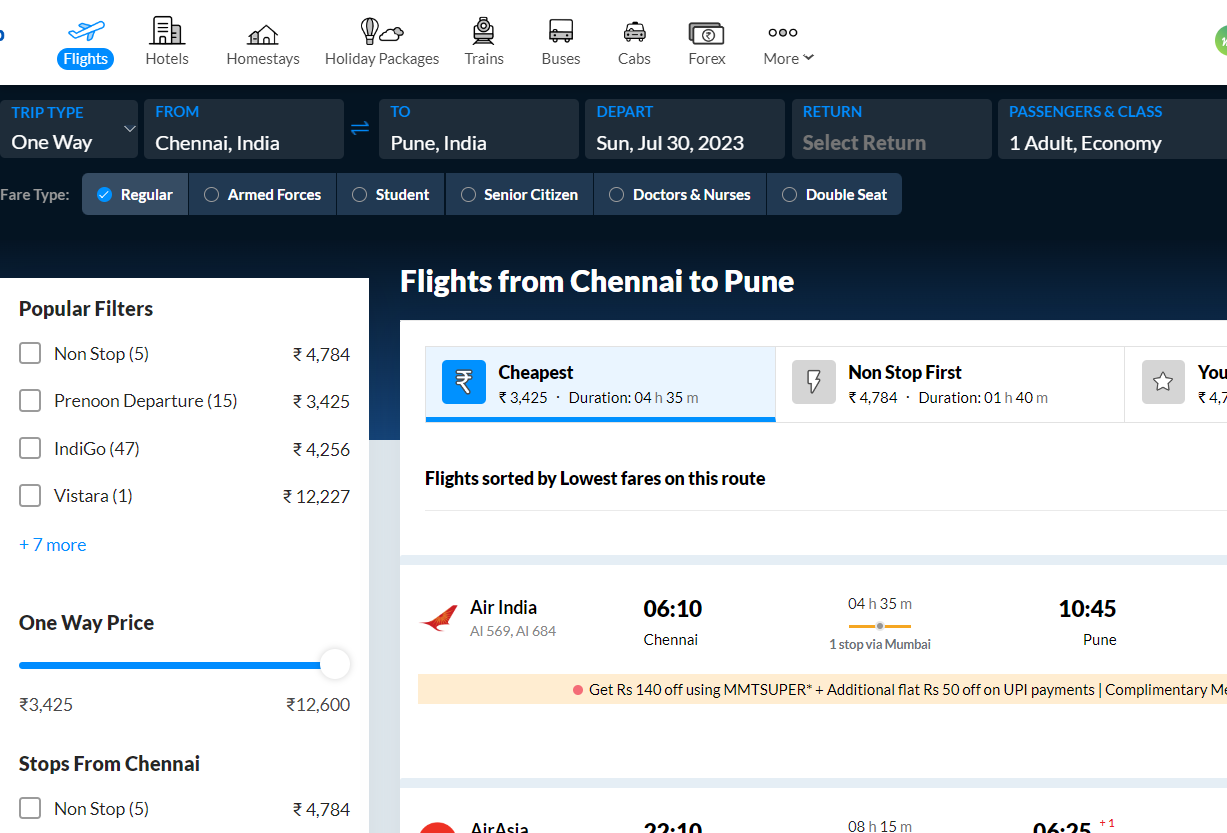 Flights
Hotels
Homestays
Holiday Packages
Trains
Buses
Cabs
Forex
More
TRIP TYPE
One Way
FROM
Chennai, India
TO
Pune, India
DEPART
Sun, Jul 30, 2023
RETURN
Select Return
PASSENGERS & CLASS
1 Adult, Economy
Fare Type:
Regular
Armed Forces
Student
Senior Citizen
Doctors & Nurses
Double Seat
Flights from Chennai to Pune
Popular Filters
Non Stop (5) ₹ 4,784
Prenoon Departure (15) ₹ 3,425
IndiGo (47) ₹ 4,256
Vistara (1) ₹ 12,227
+ 7 more
One Way Price
₹3,425 ₹12,600
Stops From Chennai
Non Stop (5) ₹ 4,784
Cheapest
₹ 3,425 · Duration: 04 h 35 m
Non Stop First
₹ 4,784 · Duration: 01 h 40 m
You
₹ 4,7
Flights sorted by Lowest fares on this route
Air India
AI 569, AI 684
06:10
Chennai
04 h 35 m
1 stop via Mumbai
10:45
Pune
Get Rs 140 off using MMTSUPER* + Additional flat Rs 50 off on UPI payments | Complimentary Me
AirAsia
22:10
08 h 15 m
06:25 +1